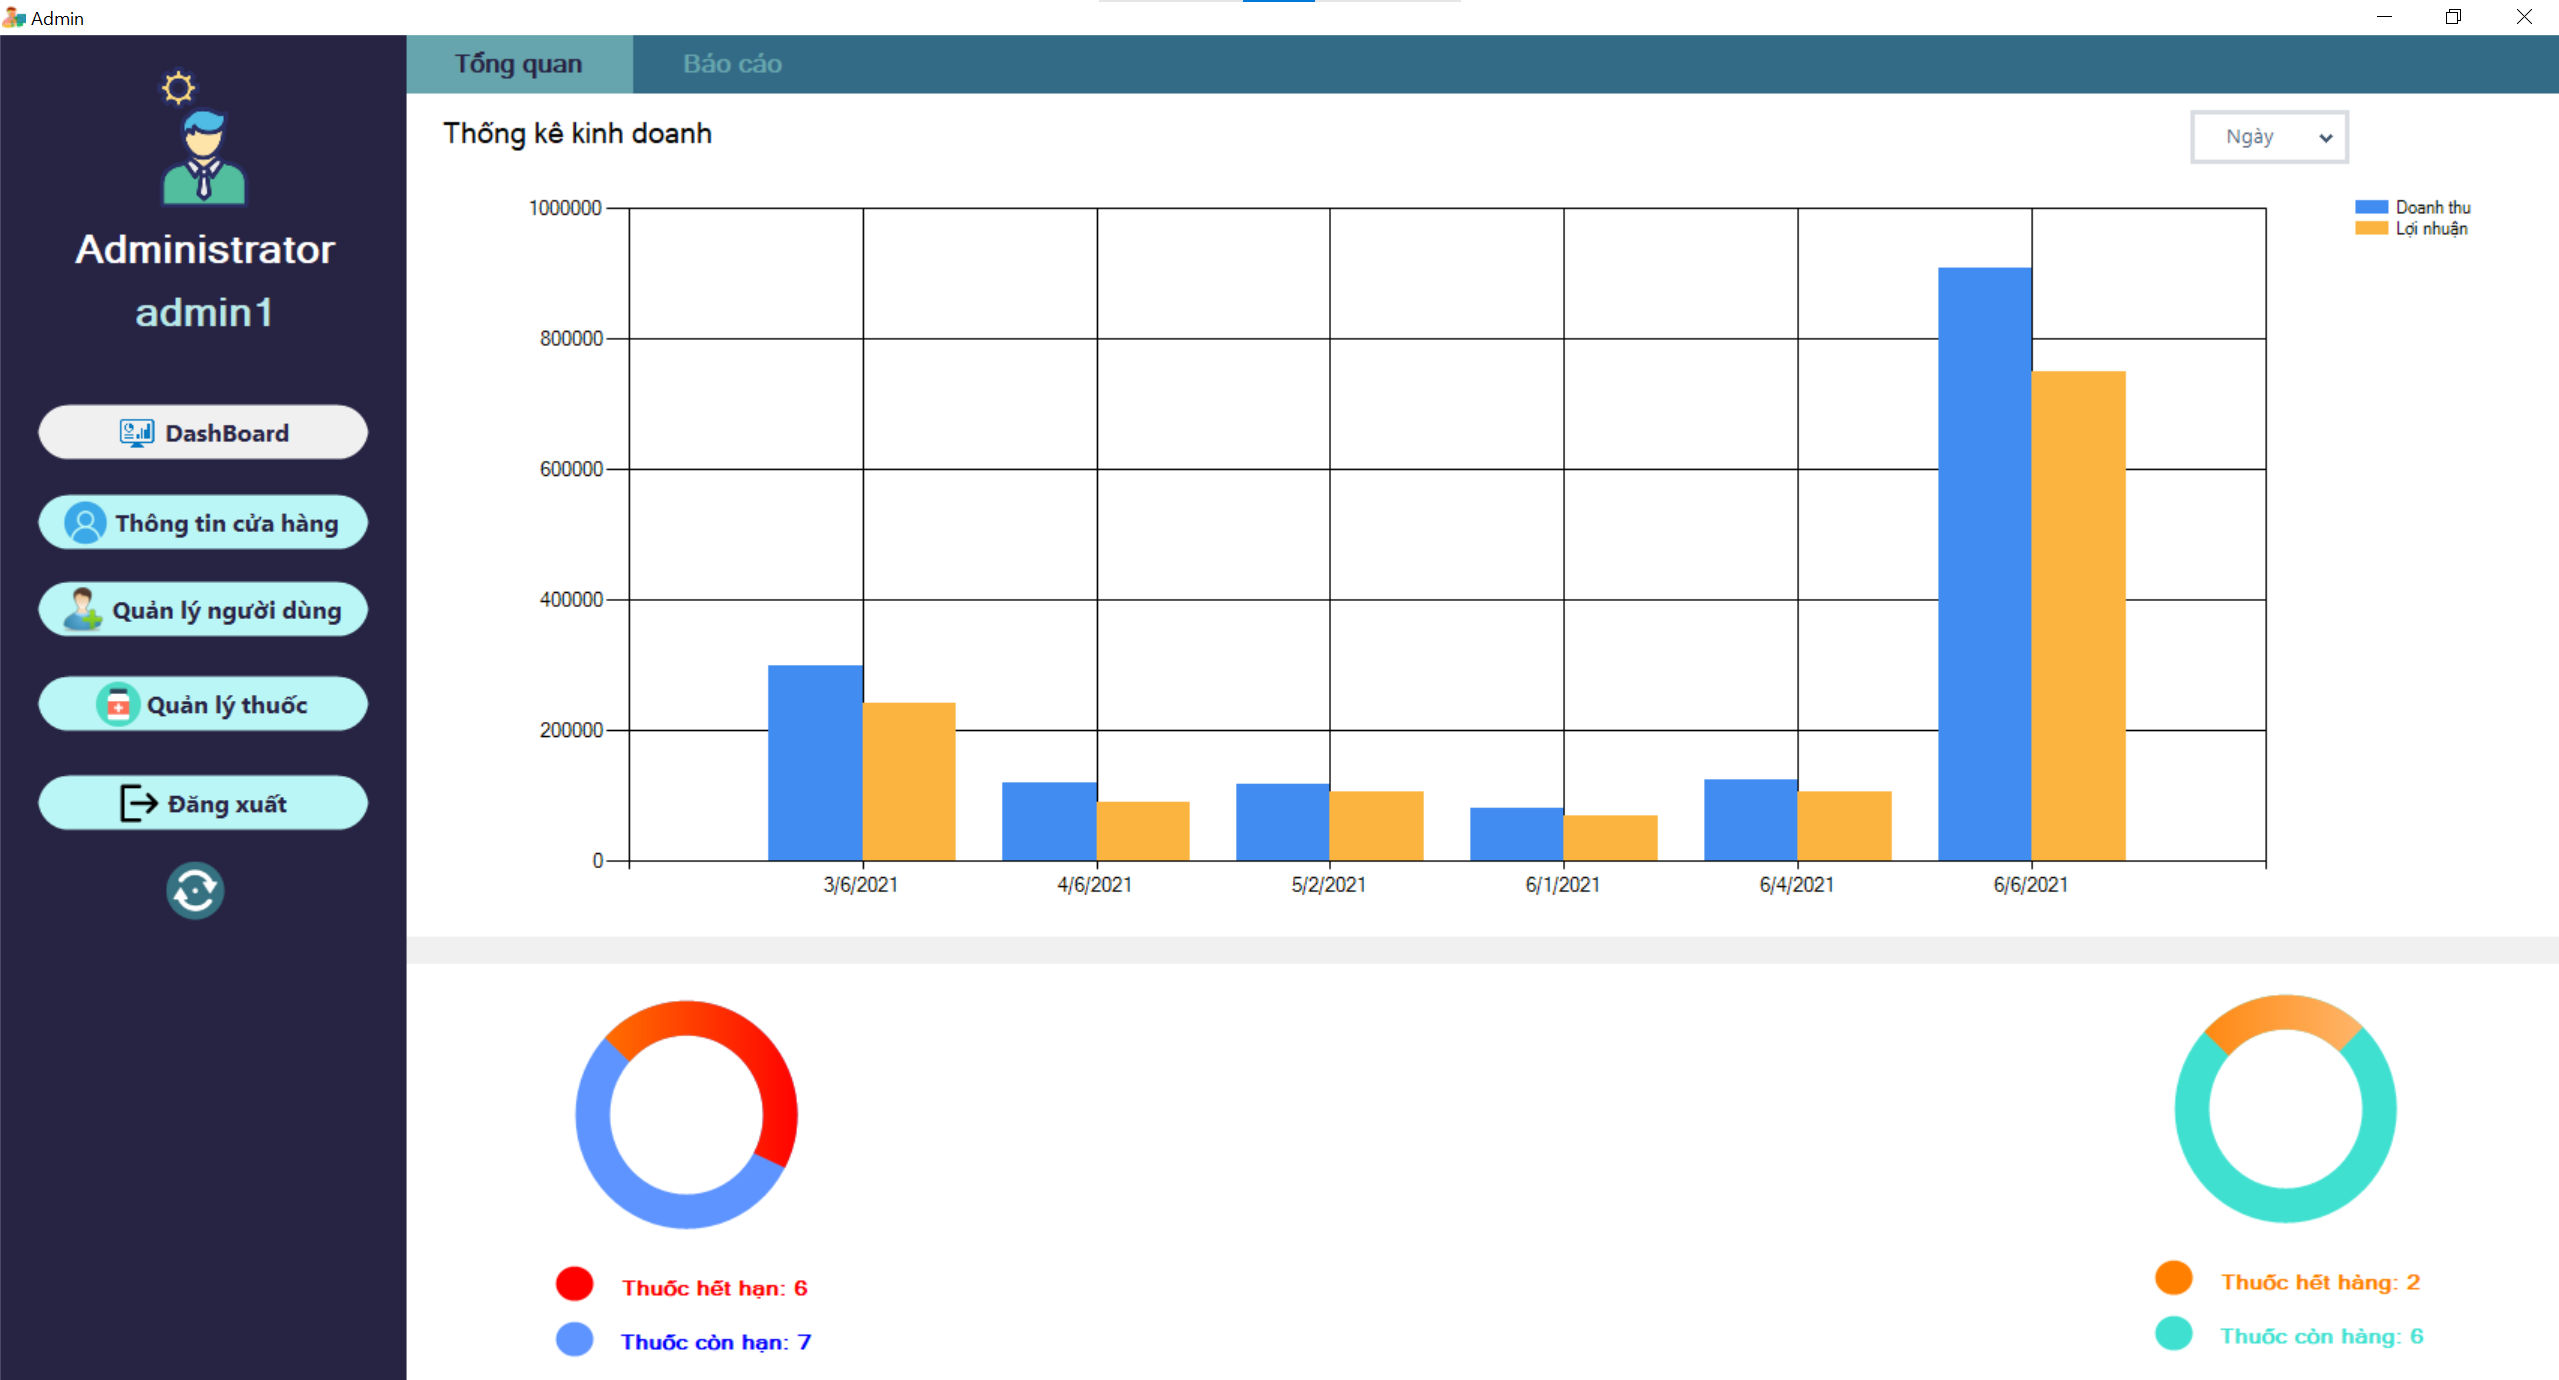 Admin
Administrator
admin1
DashBoard
Thông tin cửa hàng
Quản lý người dùng
Quản lý thuốc
Đăng xuất
Tổng quan
Báo cáo
Thống kê kinh doanh
Ngày
Doanh thu
Lợi nhuận
1000000
800000
600000
400000
200000
0
3/6/2021
4/6/2021
5/2/2021
6/1/2021
6/4/2021
6/6/2021
Thuốc hết hạn: 6
Thuốc còn hạn: 7
Thuốc hết hàng: 2
Thuốc còn hàng: 6